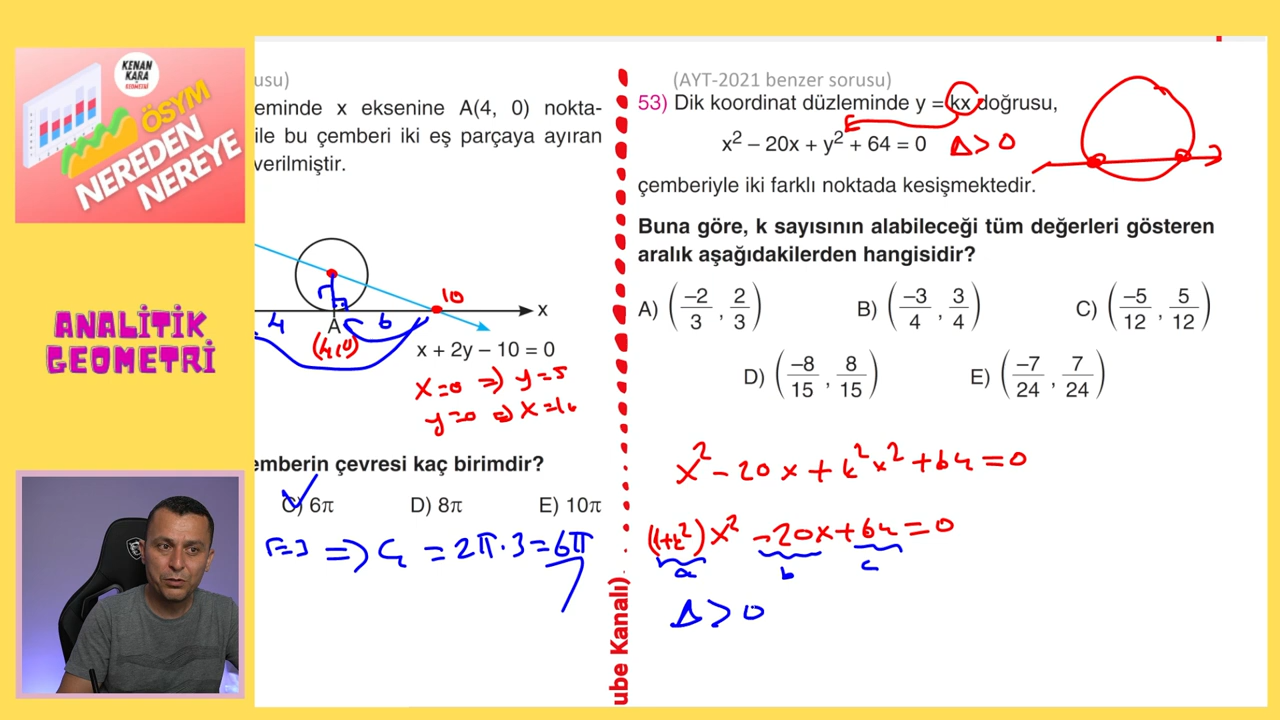 KENAN
KARA
GEOMETRİ
ÖSYM
NEREDEN
NEREYE
ANALİTİK
GEOMETRİ
usu)
eminde x eksenine A(4, 0) nokta-
ile bu çemberi iki eş parçaya ayıran
verilmiştir.
10
x
4
A
6
(4,0)
x + 2y – 10 = 0
x=0 ⇒ y=5
y=0 ⇒ x=10
emberin çevresi kaç birimdir?
C) 6π D) 8π E) 10π
r=3 ⇒ Ç = 2π·3 = 6π
ube Kanalı)
(AYT-2021 benzer sorusu)
53) Dik koordinat düzleminde y = kx doğrusu,
x² – 20x + y² + 64 = 0 Δ > 0
çemberiyle iki farklı noktada kesişmektedir.
Buna göre, k sayısının alabileceği tüm değerleri gösteren
aralık aşağıdakilerden hangisidir?
A) (–2/3 , 2/3) B) (–3/4 , 3/4) C) (–5/12 , 5/12)
D) (–8/15 , 8/15) E) (–7/24 , 7/24)
x² – 20x + k²x² + 64 = 0
(1+k²)x² – 20x + 64 = 0
a b c
Δ > 0